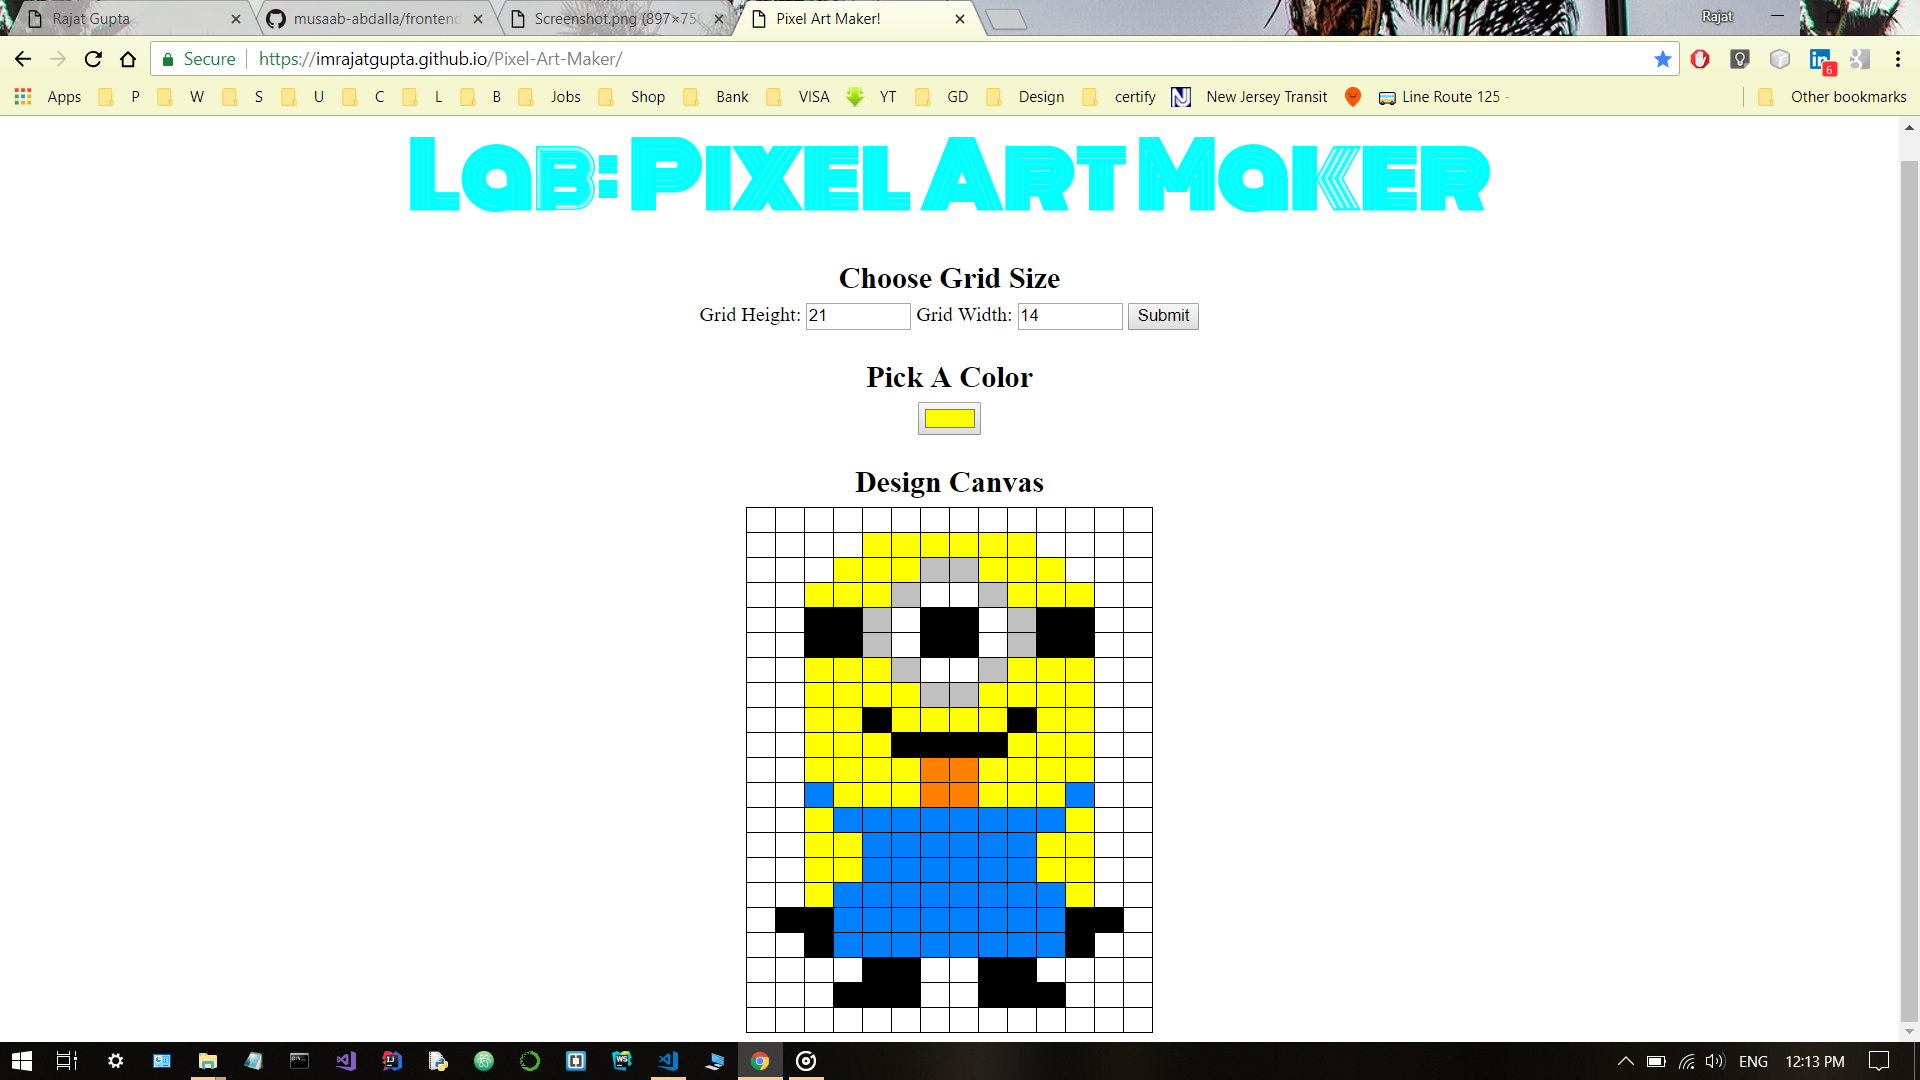 Rajat Gupta
musaab-abdalla/frontend
Screenshot.png (897×756
Pixel Art Maker!
Rajat
Secure https://imrajatgupta.github.io/Pixel-Art-Maker/
6
Apps P W S U C L B Jobs Shop Bank VISA YT GD Design certify New Jersey Transit Line Route 125 - Other bookmarks
Lab: Pixel Art Maker
Choose Grid Size
Grid Height: 21 Grid Width: 14 Submit
Pick A Color
Design Canvas
ENG 12:13 PM